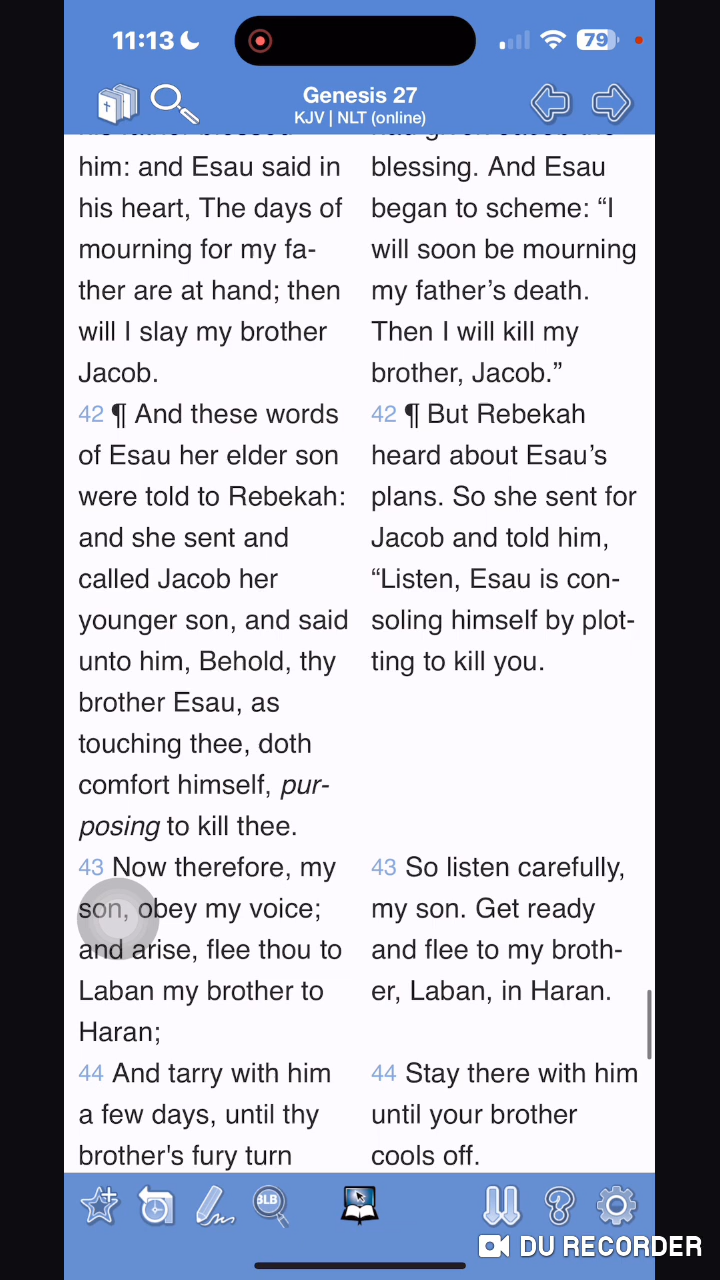 11:13
79
Genesis 27
KJV | NLT (online)
his father blessed
him: and Esau said in
his heart, The days of
mourning for my fa-
ther are at hand; then
will I slay my brother
Jacob.
42 ¶ And these words
of Esau her elder son
were told to Rebekah:
and she sent and
called Jacob her
younger son, and said
unto him, Behold, thy
brother Esau, as
touching thee, doth
comfort himself, pur-
posing to kill thee.
43 Now therefore, my
son, obey my voice;
and arise, flee thou to
Laban my brother to
Haran;
44 And tarry with him
a few days, until thy
brother's fury turn
had given Jacob the
blessing. And Esau
began to scheme: “I
will soon be mourning
my father’s death.
Then I will kill my
brother, Jacob.”
42 ¶ But Rebekah
heard about Esau’s
plans. So she sent for
Jacob and told him,
“Listen, Esau is con-
soling himself by plot-
ting to kill you.
43 So listen carefully,
my son. Get ready
and flee to my broth-
er, Laban, in Haran.
44 Stay there with him
until your brother
cools off.
BLB
DU RECORDER